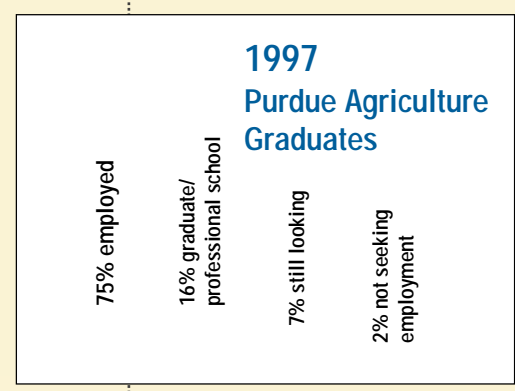 1997
Purdue Agriculture
Graduates
75% employed
16% graduate/
professional school
7% still looking
2% not seeking
employment